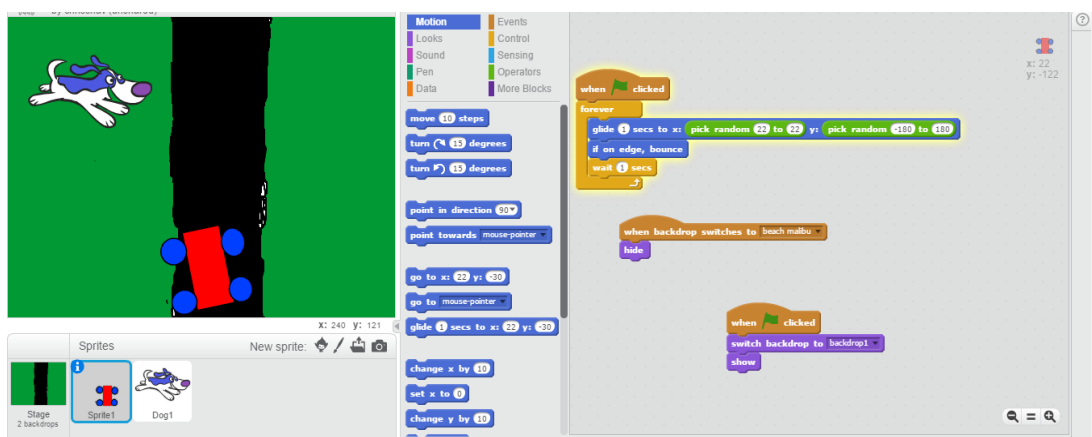 Motion
Events
Looks
Control
Sound
Sensing
Pen
Operators
Data
More Blocks
move 10 steps
turn 15 degrees
turn 15 degrees
point in direction 90
point towards mouse-pointer
go to x: 22 y: -30
go to mouse-pointer
glide 1 secs to x: 22 y: -30
change x by 10
set x to 0
change y by 10
x: 240 y: 121
Sprites
New sprite:
Stage
2 backdrops
Sprite1
Dog1
x: 22
y: -122
when clicked
forever
glide 1 secs to x: pick random 22 to 22 y: pick random -180 to 180
if on edge, bounce
wait 1 secs
when backdrop switches to beach malibu
hide
when clicked
switch backdrop to backdrop1
show